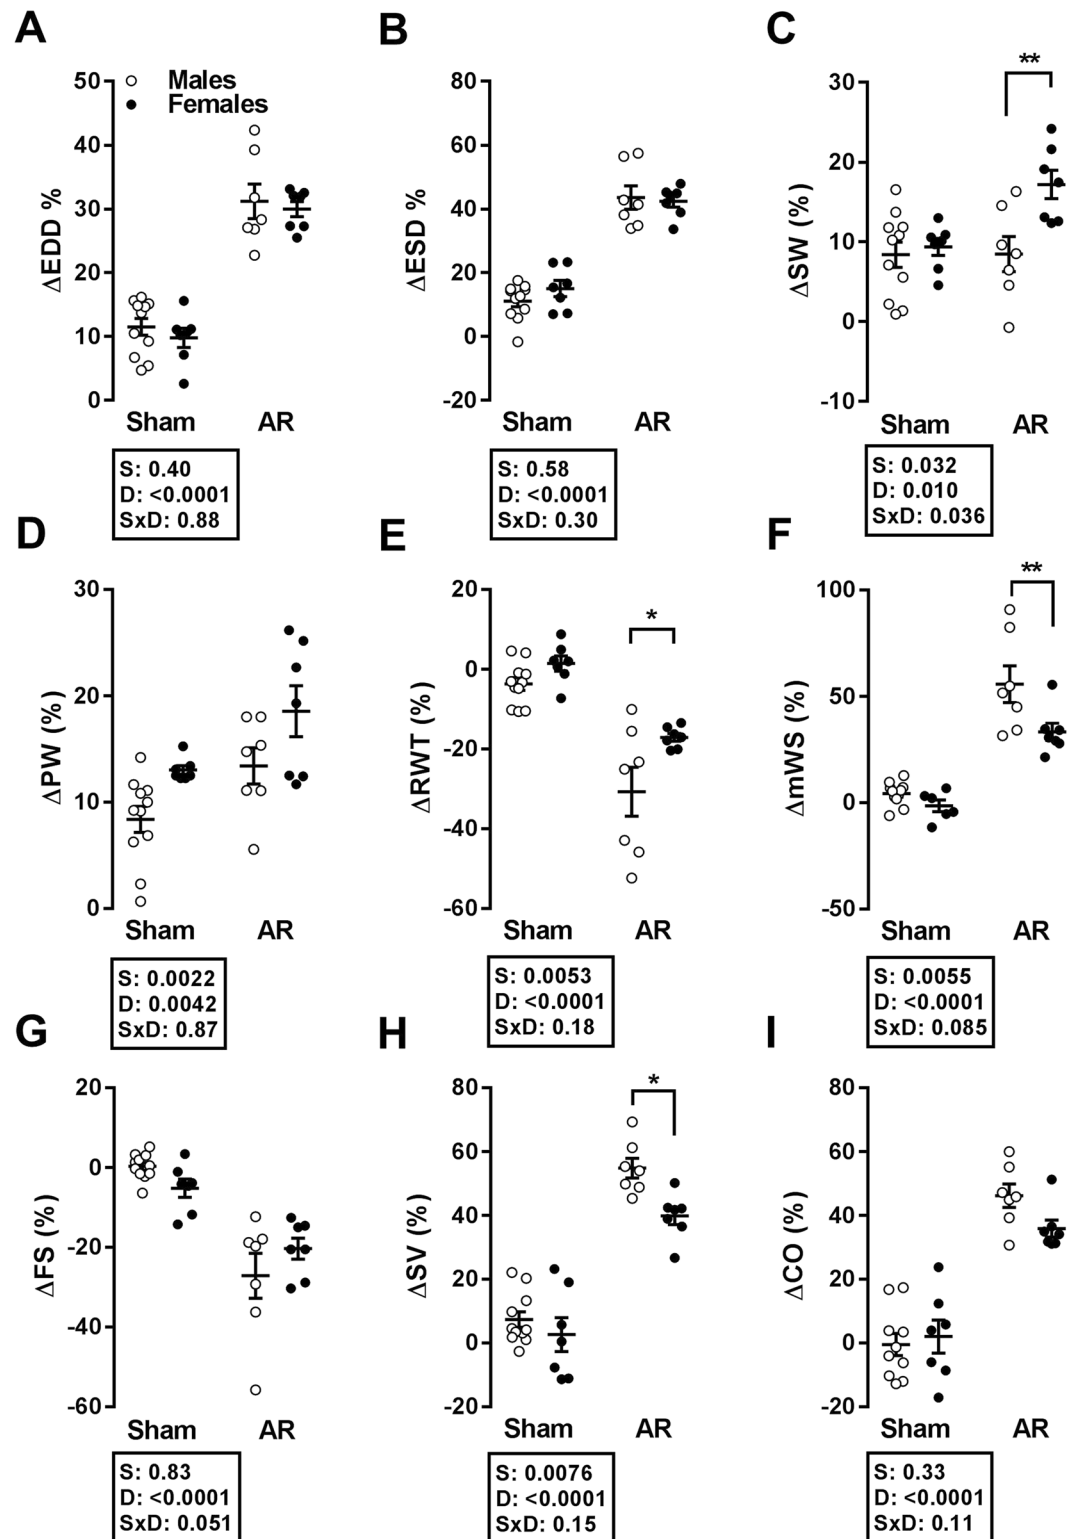 A
B
C
Males
Females
**
50
40
30
20
10
0
ΔEDD %
Sham
AR
80
60
40
20
0
-20
ΔESD %
Sham
AR
30
20
10
0
-10
ΔSW (%)
Sham
AR
S: 0.40
D: <0.0001
SxD: 0.88
S: 0.58
D: <0.0001
SxD: 0.30
S: 0.032
D: 0.010
SxD: 0.036
D
E
F
30
20
10
0
ΔPW (%)
Sham
AR
*
20
0
-20
-40
-60
ΔRWT (%)
Sham
AR
**
100
50
0
-50
ΔmWS (%)
Sham
AR
S: 0.0022
D: 0.0042
SxD: 0.87
S: 0.0053
D: <0.0001
SxD: 0.18
S: 0.0055
D: <0.0001
SxD: 0.085
G
H
I
20
0
-20
-40
-60
ΔFS (%)
Sham
AR
*
80
60
40
20
0
-20
ΔSV (%)
Sham
AR
80
60
40
20
0
-20
ΔCO (%)
Sham
AR
S: 0.83
D: <0.0001
SxD: 0.051
S: 0.0076
D: <0.0001
SxD: 0.15
S: 0.33
D: <0.0001
SxD: 0.11